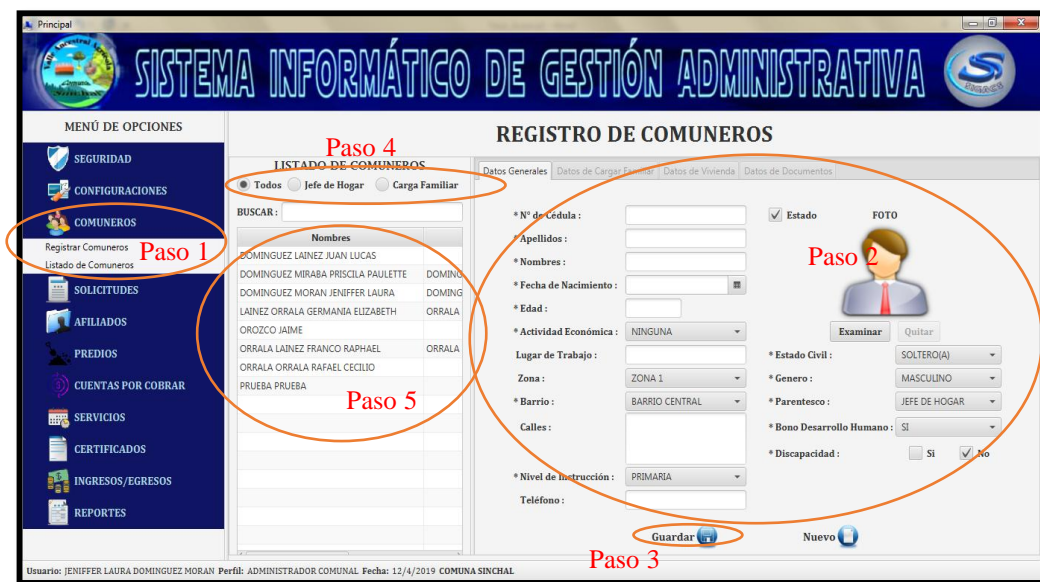 Principal
Valle Ancestral Agrícola
SISTEMA INFORMÁTICO DE GESTIÓN ADMINISTRATIVA
MENÚ DE OPCIONES
SEGURIDAD
CONFIGURACIONES
COMUNEROS
Registrar Comuneros
Listado de Comuneros
Paso 1
SOLICITUDES
AFILIADOS
PREDIOS
CUENTAS POR COBRAR
SERVICIOS
CERTIFICADOS
INGRESOS/EGRESOS
REPORTES
REGISTRO DE COMUNEROS
Paso 4
LISTADO DE COMUNEROS
Todos Jefe de Hogar Carga Familiar
BUSCAR :
Nombres
DOMINGUEZ LAINEZ JUAN LUCAS
DOMINGUEZ MIRABA PRISCILA PAULETTE DOMING
DOMINGUEZ MORAN JENIFFER LAURA DOMING
LAINEZ ORRALA GERMANIA ELIZABETH ORRALA
OROZCO JAIME
ORRALA LAINEZ FRANCO RAPHAEL ORRALA
ORRALA ORRALA RAFAEL CECILIO
PRUEBA PRUEBA
Paso 5
Datos Generales Datos de Cargar Familiar Datos de Vivienda Datos de Documentos
* N° de Cédula :
* Apellidos :
* Nombres :
* Fecha de Nacimiento :
* Edad :
* Actividad Económica : NINGUNA
Lugar de Trabajo :
Zona : ZONA 1
* Barrio : BARRIO CENTRAL
Calles :
* Nivel de Instrucción : PRIMARIA
Teléfono :
Estado FOTO
Paso 2
Examinar Quitar
* Estado Civil : SOLTERO(A)
* Genero : MASCULINO
* Parentesco : JEFE DE HOGAR
* Bono Desarrollo Humano : SI
* Discapacidad : Si No
Guardar Nuevo
Paso 3
Usuario: JENIFFER LAURA DOMINGUEZ MORAN Perfil: ADMINISTRADOR COMUNAL Fecha: 12/4/2019 COMUNA SINCHAL